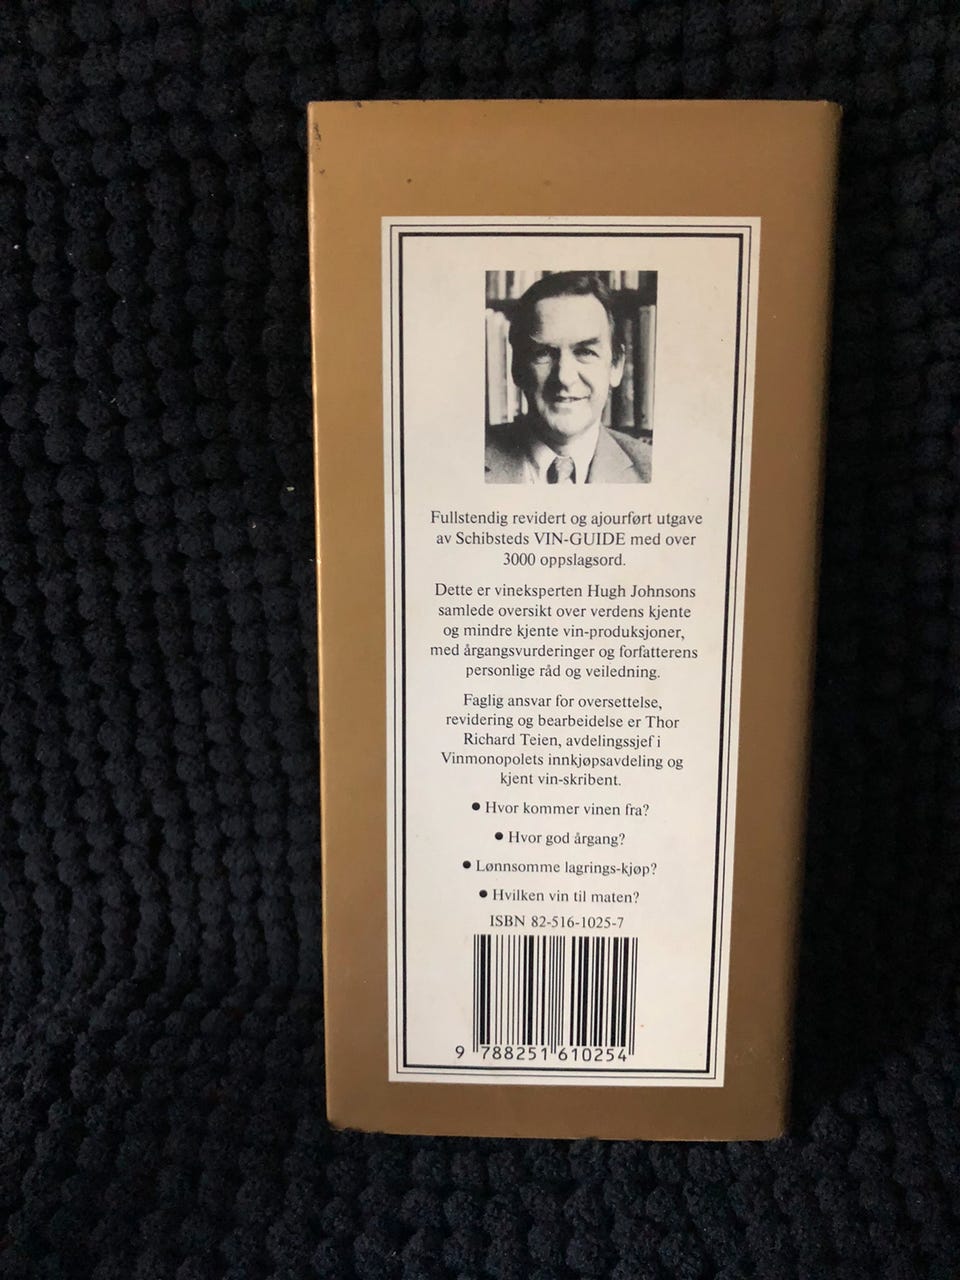 Fullstendig revidert og ajourført utgave
av Schibsteds VIN-GUIDE med over
3000 oppslagsord.
Dette er vineksperten Hugh Johnsons
samlede oversikt over verdens kjente
og mindre kjente vin-produksjoner,
med årgangsvurderinger og forfatterens
personlige råd og veiledning.
Faglig ansvar for oversettelse,
revidering og bearbeidelse er Thor
Richard Teien, avdelingssjef i
Vinmonopolets innkjøpsavdeling og
kjent vin-skribent.
● Hvor kommer vinen fra?
● Hvor god årgang?
● Lønnsomme lagrings-kjøp?
● Hvilken vin til maten?
ISBN 82-516-1025-7
9 788251 610254